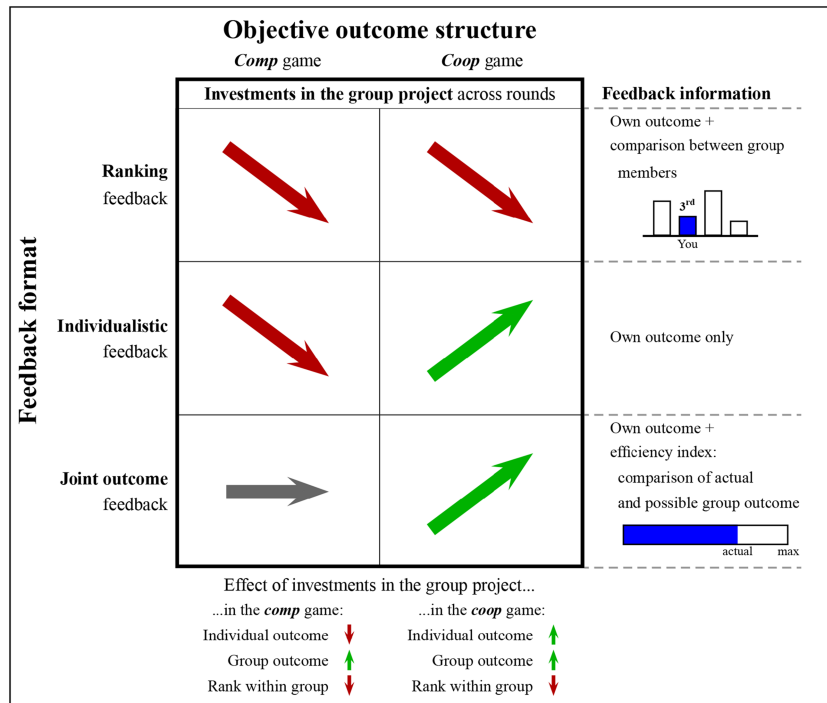 Objective outcome structure
Comp game
Coop game
Investments in the group project across rounds
Feedback information
Feedback format
Ranking
feedback
Own outcome +
comparison between group
members
3rd
You
Individualistic
feedback
Own outcome only
Joint outcome
feedback
Own outcome +
efficiency index:
comparison of actual
and possible group outcome
actual
max
Effect of investments in the group project...
...in the comp game:
Individual outcome
Group outcome
Rank within group
...in the coop game:
Individual outcome
Group outcome
Rank within group